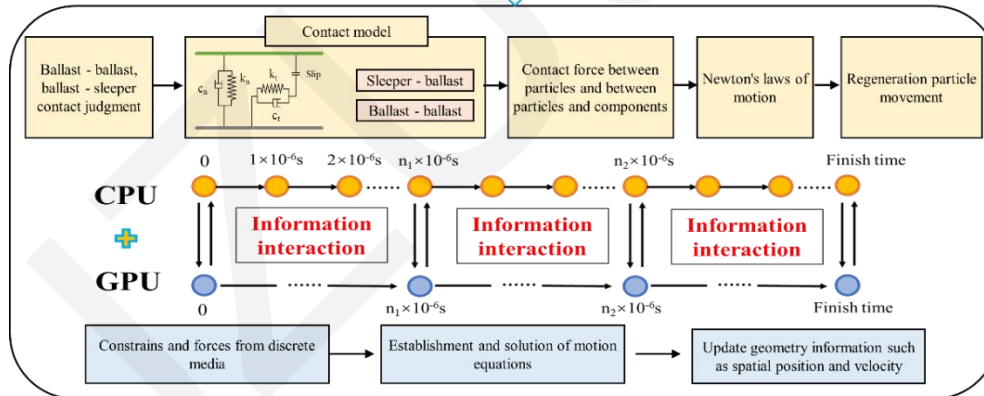 Contact model
Ballast - ballast,
ballast - sleeper
contact judgment
cn
kn
kt
ct
Slip
Sleeper - ballast
Ballast - ballast
Contact force between
particles and between
particles and components
Newton's laws of
motion
Regeneration particle
movement
0
1×10-6s
2×10-6s
n1×10-6s
n2×10-6s
Finish time
CPU
+
GPU
Information
interaction
Information
interaction
Information
interaction
0
n1×10-6s
n2×10-6s
Finish time
Constrains and forces from discrete
media
Establishment and solution of motion
equations
Update geometry information such
as spatial position and velocity